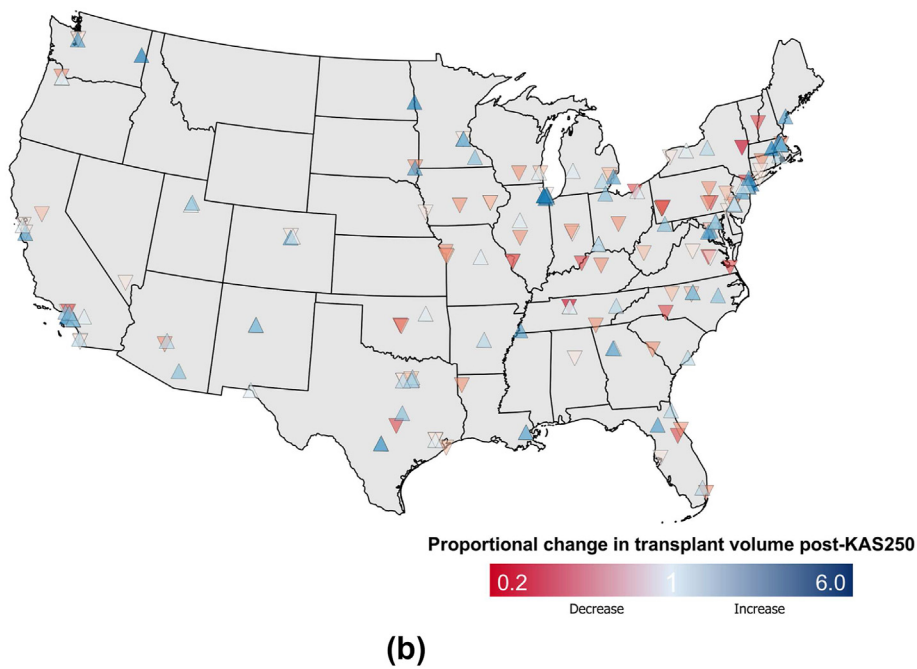 Proportional change in transplant volume post-KAS250
0.2 1 6.0
Decrease Increase
(b)